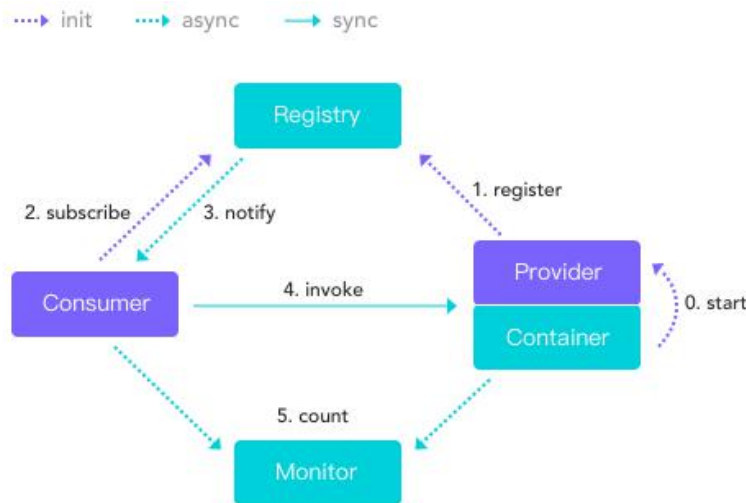 init async sync
Registry
1. register
2. subscribe
3. notify
Provider
Consumer
4. invoke
0. start
Container
5. count
Monitor